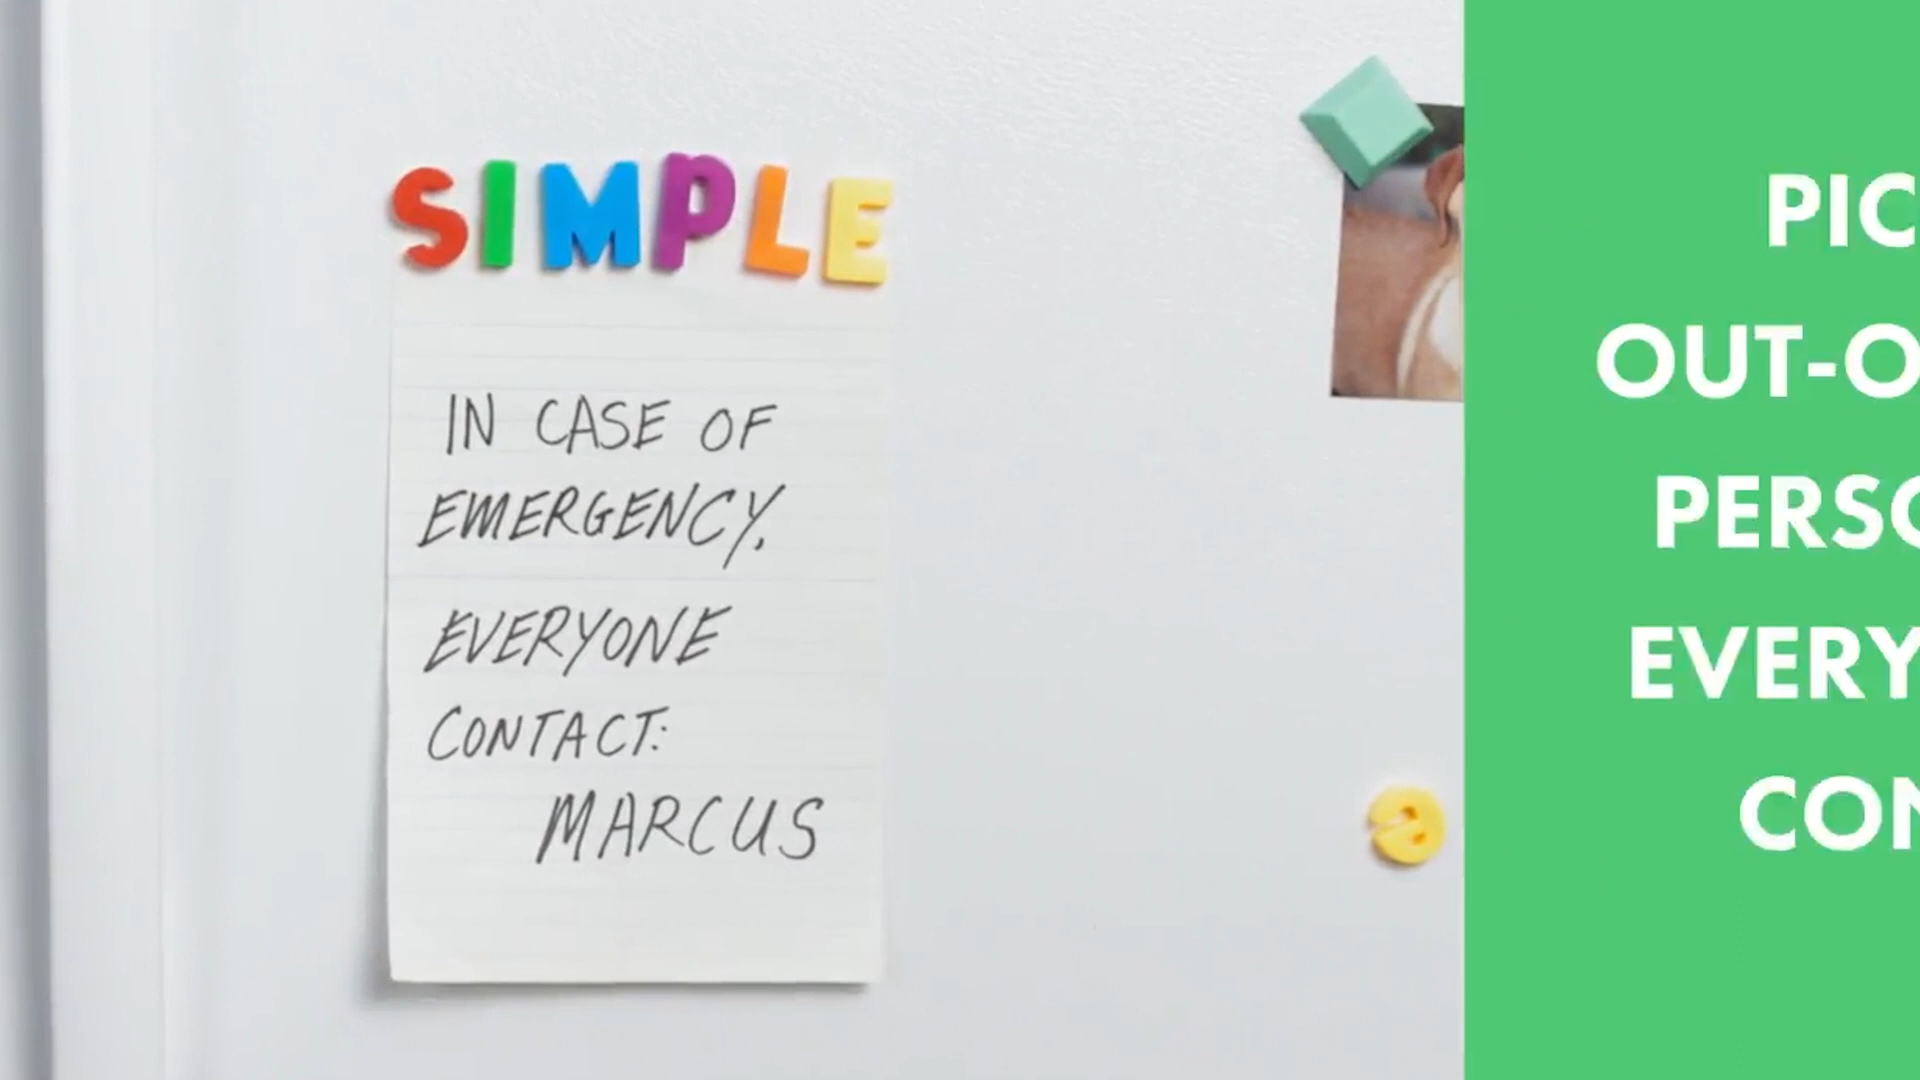 SIMPLE
IN CASE OF
EMERGENCY,
EVERYONE
CONTACT:
MARCUS
e
PIC
OUT-O
PERSO
EVERY
CON